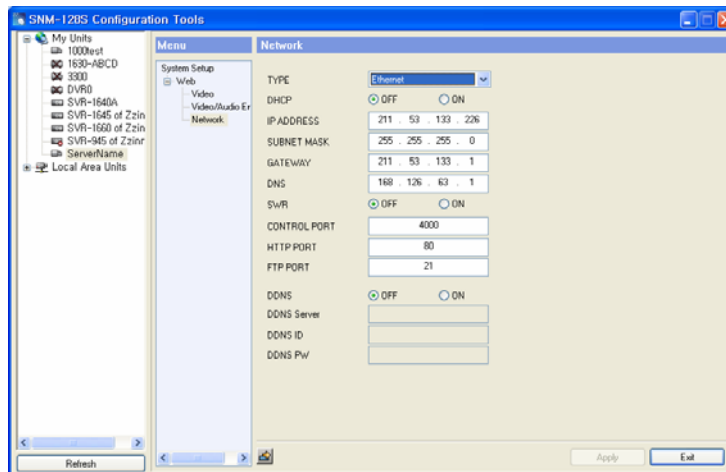 SNM-128S Configuration Tools
My Units
1000test
1630-ABCD
3300
DVR0
SVR-1640A
SVR-1645 of Zzin
SVR-1660 of Zzin
SVR-945 of Zzinr
ServerName
Local Area Units
Refresh
Menu
System Setup
Web
Video
Video/Audio Er
Network
Network
TYPE Ethernet
DHCP OFF ON
IP ADDRESS 211 . 53 . 133 . 226
SUBNET MASK 255 . 255 . 255 . 0
GATEWAY 211 . 53 . 133 . 1
DNS 168 . 126 . 63 . 1
SWR OFF ON
CONTROL PORT 4000
HTTP PORT 80
FTP PORT 21
DDNS OFF ON
DDNS Server
DDNS ID
DDNS PW
Apply Exit